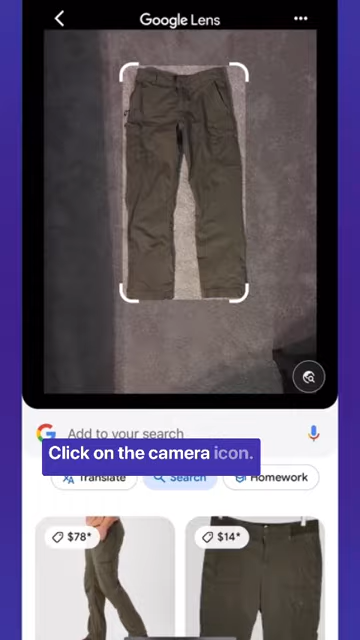 Google Lens
Add to your search
Click on the camera icon.
Translate
Search
Homework
$78*
$14*